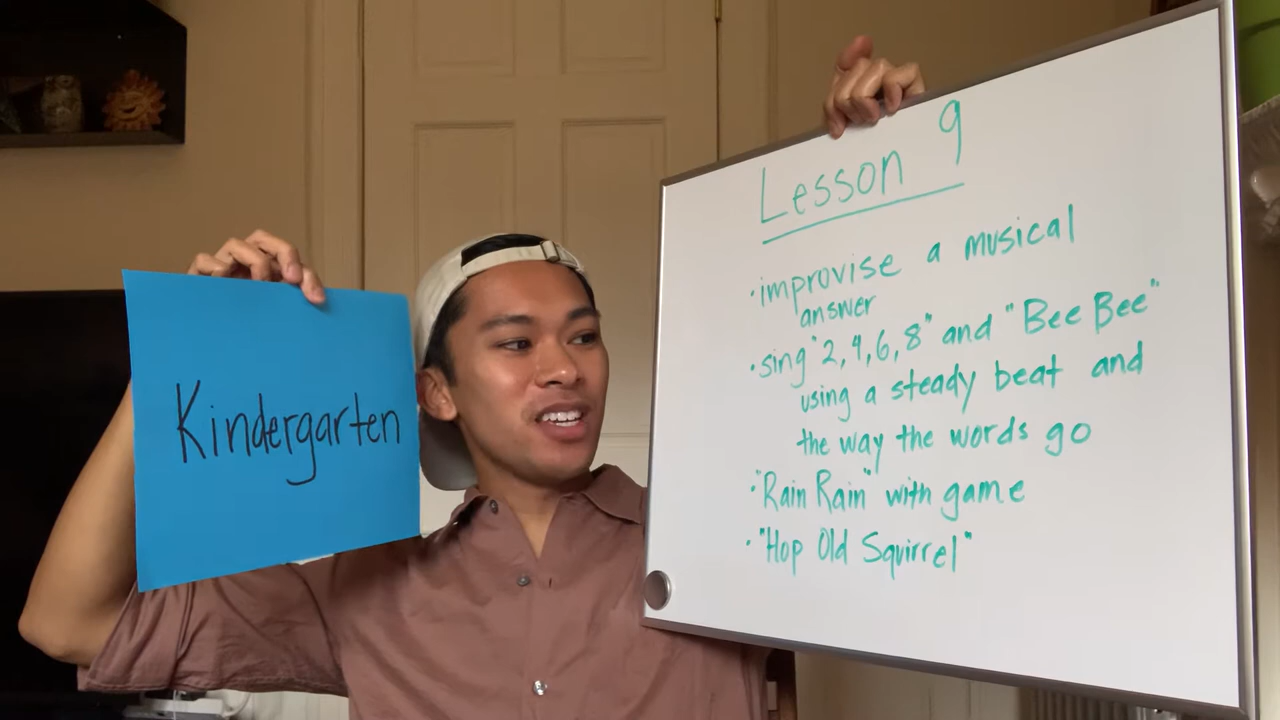 Kindergarten
Lesson 9
•improvise a musical
answer
•sing "2,4,6,8" and "Bee Bee"
using a steady beat and
the way the words go
•"Rain Rain" with game
•"Hop Old Squirrel"